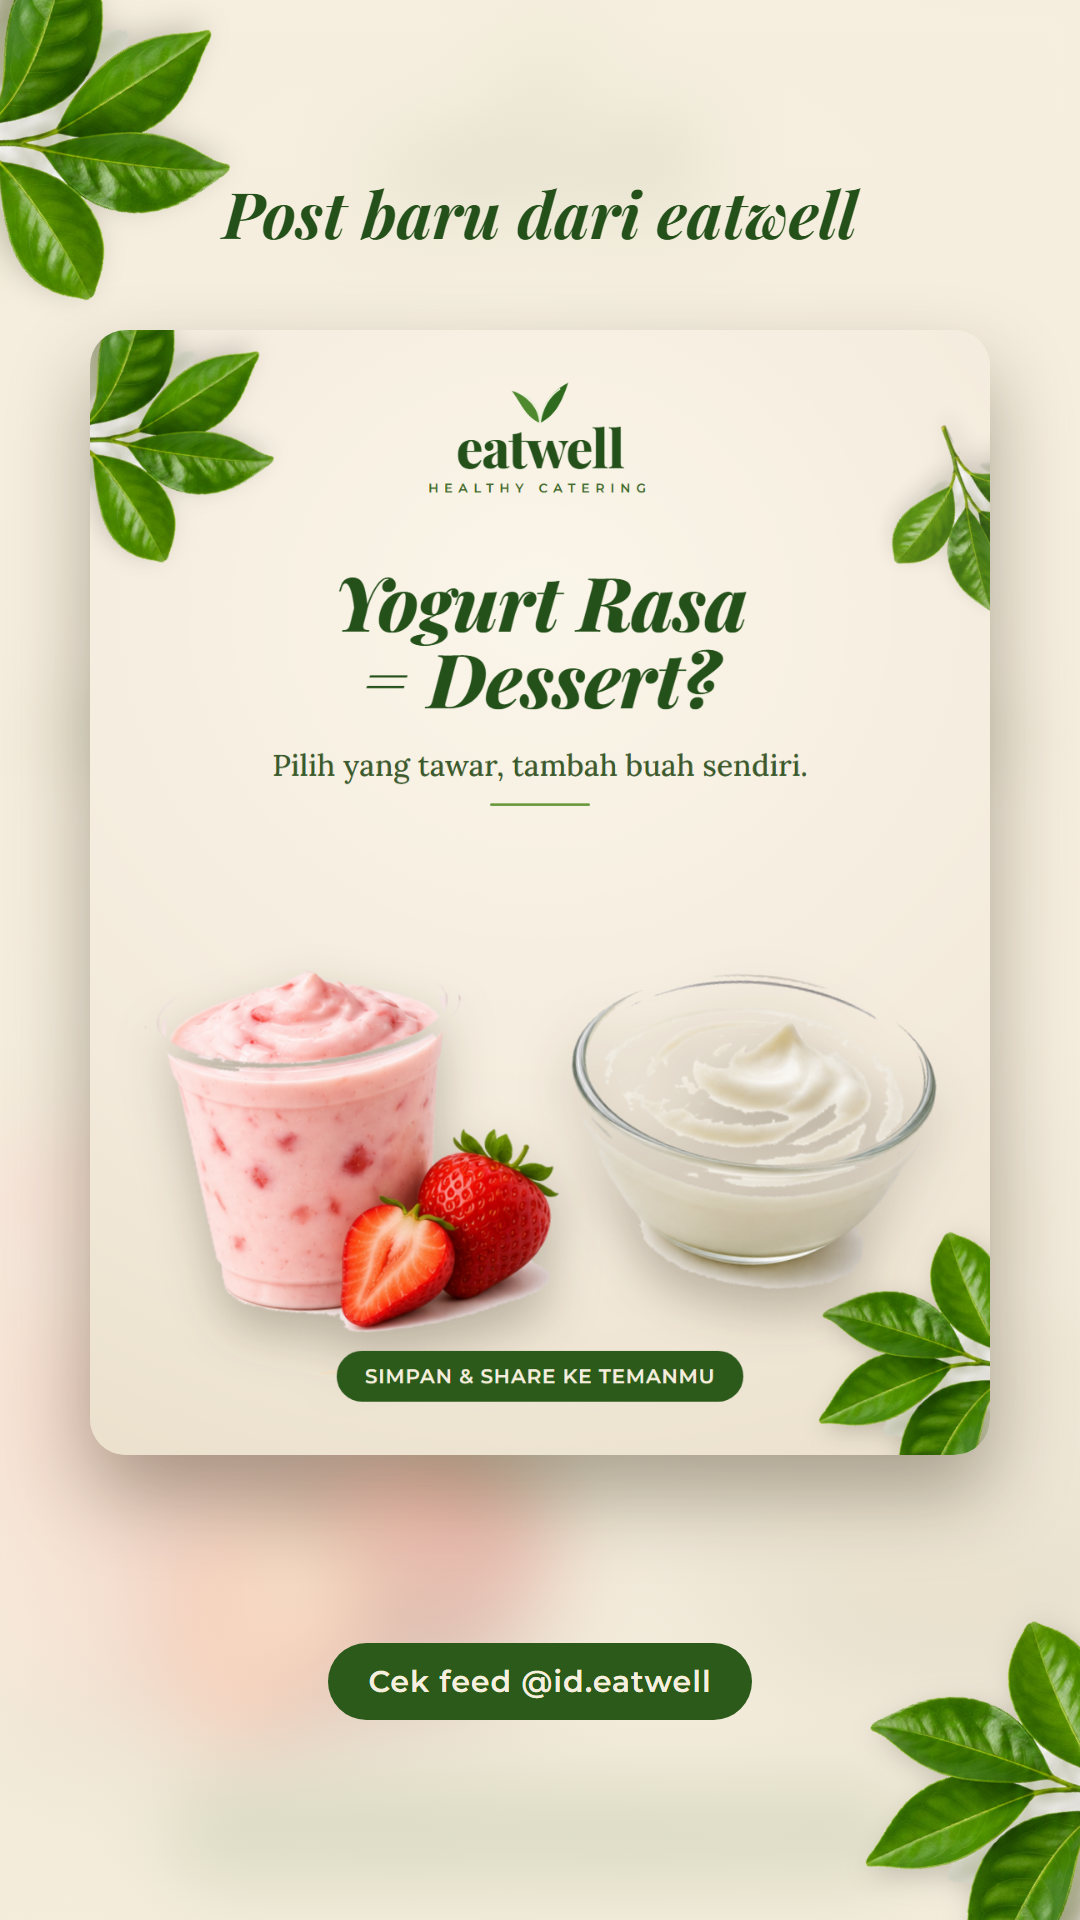 Post baru dari eatwell
eatwell
HEALTHY CATERING
Yogurt Rasa
= Dessert?
Pilih yang tawar, tambah buah sendiri.
SIMPAN & SHARE KE TEMANMU
Cek feed @id.eatwell